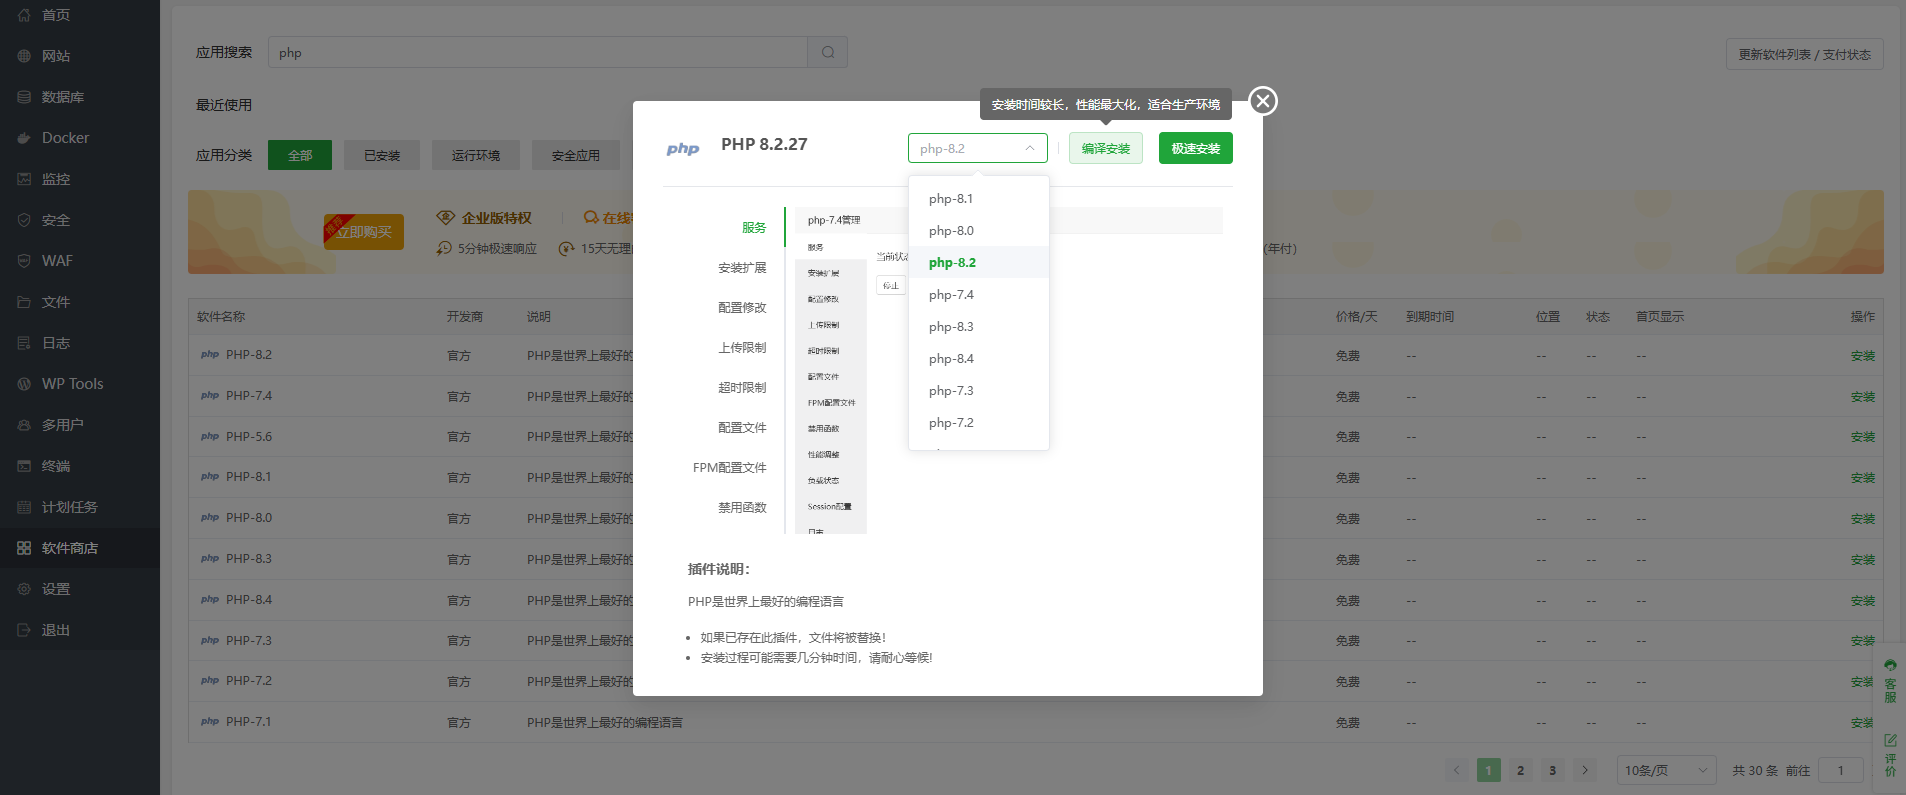 首页
网站
数据库
Docker
监控
安全
WAF
文件
日志
WP Tools
多用户
终端
计划任务
软件商店
设置
退出
应用搜索
php
更新软件列表 / 支付状态
最近使用
应用分类
全部
已安装
运行环境
安全应用
推荐
立即购买
企业版特权
在线
5分钟极速响应
15天无理
(年付)
软件名称 开发商 说明 价格/天 到期时间 位置 状态 首页显示 操作
php PHP-8.2 官方 PHP是世界上最好的 免费 -- -- -- -- 安装
php PHP-7.4 官方 PHP是世界上最好的 免费 -- -- -- -- 安装
php PHP-5.6 官方 PHP是世界上最好的 免费 -- -- -- -- 安装
php PHP-8.1 官方 PHP是世界上最好的 免费 -- -- -- -- 安装
php PHP-8.0 官方 PHP是世界上最好的 免费 -- -- -- -- 安装
php PHP-8.3 官方 PHP是世界上最好的 免费 -- -- -- -- 安装
php PHP-8.4 官方 PHP是世界上最好的 免费 -- -- -- -- 安装
php PHP-7.3 官方 PHP是世界上最好的 免费 -- -- -- -- 安装
php PHP-7.2 官方 PHP是世界上最好的 免费 -- -- -- -- 安装
php PHP-7.1 官方 PHP是世界上最好的编程语言 免费 -- -- -- -- 安装
1 2 3 10条/页 共 30 条 前往 1
客服
评价
安装时间较长，性能最大化，适合生产环境
php PHP 8.2.27
php-8.2
编译安装
极速安装
php-8.1
php-8.0
php-8.2
php-7.4
php-8.3
php-8.4
php-7.3
php-7.2
服务
安装扩展
配置修改
上传限制
超时限制
配置文件
FPM配置文件
禁用函数
php-7.4管理
服务
安装扩展
配置修改
上传限制
超时限制
配置文件
FPM配置文件
禁用函数
性能调整
负载状态
Session配置
日志
当前状态
停止
插件说明：
PHP是世界上最好的编程语言
如果已存在此插件，文件将被替换！
安装过程可能需要几分钟时间，请耐心等候！